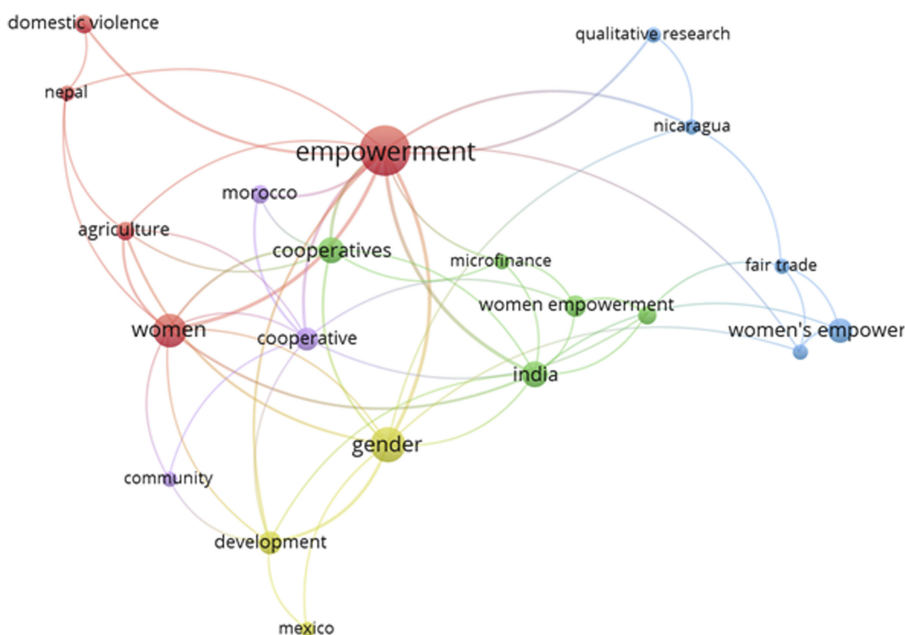 domestic violence
qualitative research
nepal
nicaragua
empowerment
morocco
agriculture
cooperatives
microfinance
fair trade
women empowerment
women
cooperative
women's empower
india
gender
community
development
mexico